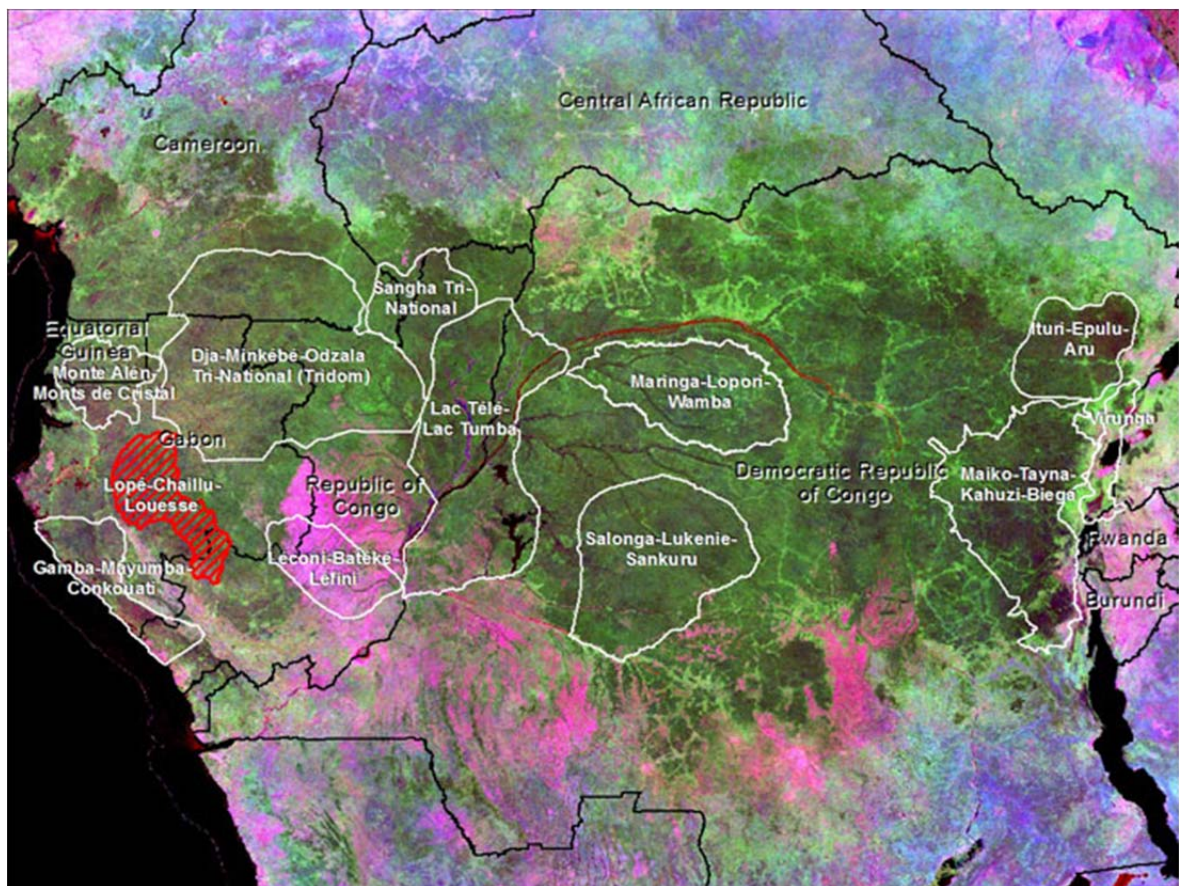 Central African Republic
Cameroon
Sangha Tri-
National
Equatorial
Guinea
Monte Alén-
Monts de Cristal
Dja-Minkébé-Odzala
Tri-National (Tridom)
Ituri-Epulu-
Aru
Maringa-Lopori-
Wamba
Lac Télé-
Lac Tumba
Virunga
Gabon
Lopé-Chaillu-
Louesse
Republic of
Congo
Democratic Republic
of Congo
Maiko-Tayna-
Kahuzi-Biega
Salonga-Lukenie-
Sankuru
Rwanda
Gamba-Mayumba-
Conkouati
Leconi-Batéké-
Léfini
Burundi